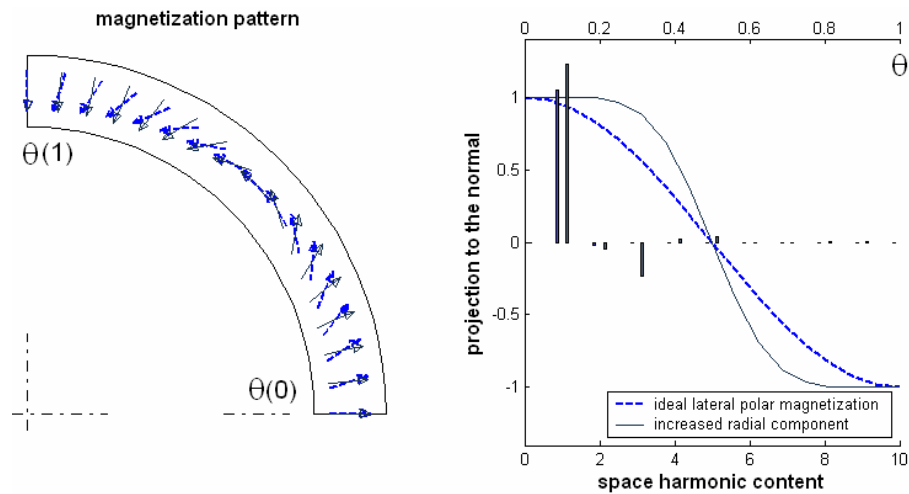 magnetization pattern
θ(1)
θ(0)
0 0.2 0.4 0.6 0.8 1
θ
1
0.5
0
-0.5
-1
projection to the normal
ideal lateral polar magnetization
increased radial component
0 2 4 6 8 10
space harmonic content